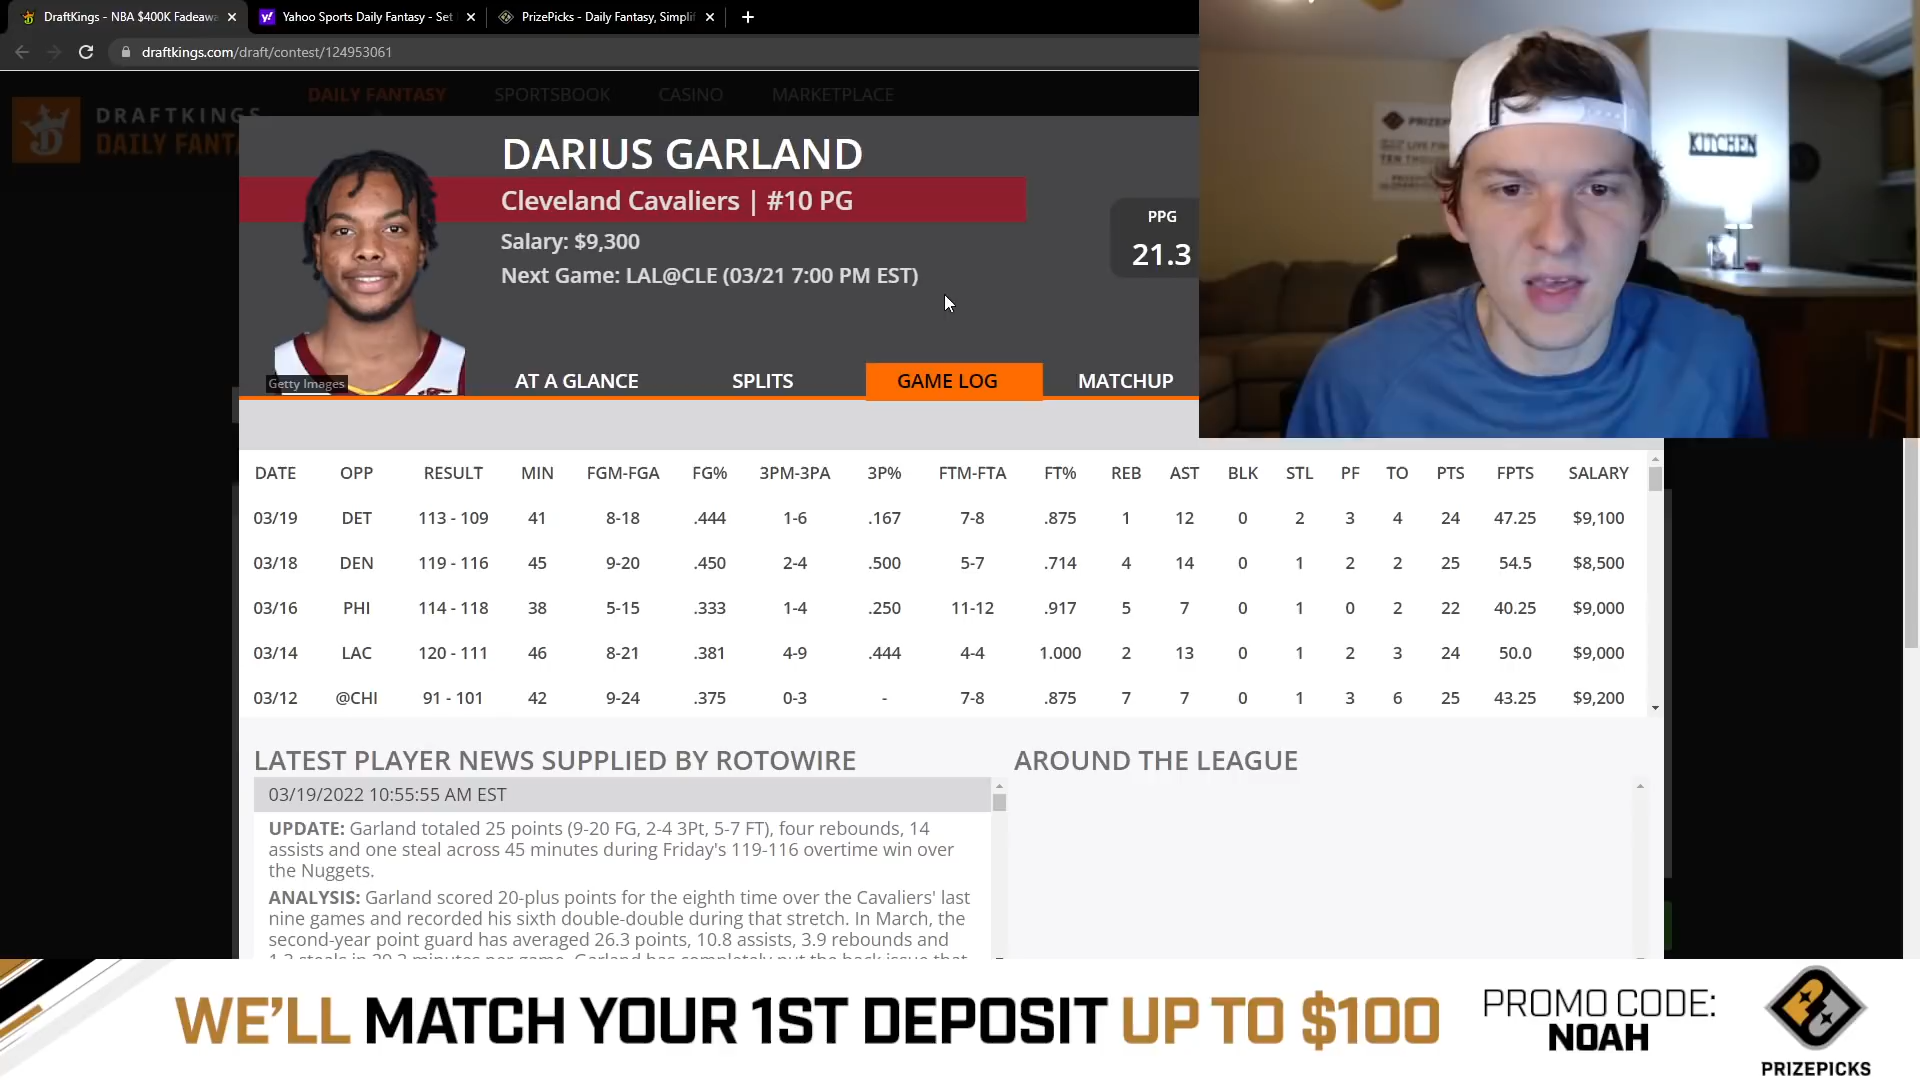 DraftKings - NBA $400K Fadeawa
Yahoo Sports Daily Fantasy - Set
PrizePicks - Daily Fantasy, Simplif
draftkings.com/draft/contest/124953061
DRAFTKINGS
DAILY FANTA
DAILY FANTASY
SPORTSBOOK
CASINO
MARKETPLACE
DARIUS GARLAND
Cleveland Cavaliers | #10 PG
Salary: $9,300
Next Game: LAL@CLE (03/21 7:00 PM EST)
PPG
21.3
Getty Images
AT A GLANCE SPLITS GAME LOG MATCHUP
PRIZEP
KITCHEN
DATE OPP RESULT MIN FGM-FGA FG% 3PM-3PA 3P% FTM-FTA FT% REB AST BLK STL PF TO PTS FPTS SALARY
03/19 DET 113 - 109 41 8-18 .444 1-6 .167 7-8 .875 1 12 0 2 3 4 24 47.25 $9,100
03/18 DEN 119 - 116 45 9-20 .450 2-4 .500 5-7 .714 4 14 0 1 2 2 25 54.5 $8,500
03/16 PHI 114 - 118 38 5-15 .333 1-4 .250 11-12 .917 5 7 0 1 0 2 22 40.25 $9,000
03/14 LAC 120 - 111 46 8-21 .381 4-9 .444 4-4 1.000 2 13 0 1 2 3 24 50.0 $9,000
03/12 @CHI 91 - 101 42 9-24 .375 0-3 - 7-8 .875 7 7 0 1 3 6 25 43.25 $9,200
LATEST PLAYER NEWS SUPPLIED BY ROTOWIRE
AROUND THE LEAGUE
03/19/2022 10:55:55 AM EST
UPDATE: Garland totaled 25 points (9-20 FG, 2-4 3Pt, 5-7 FT), four rebounds, 14
assists and one steal across 45 minutes during Friday's 119-116 overtime win over
the Nuggets.
ANALYSIS: Garland scored 20-plus points for the eighth time over the Cavaliers' last
nine games and recorded his sixth double-double during that stretch. In March, the
second-year point guard has averaged 26.3 points, 10.8 assists, 3.9 rebounds and
WE'LL MATCH YOUR 1ST DEPOSIT UP TO $100
PROMO CODE:
NOAH
PRIZEPICKS